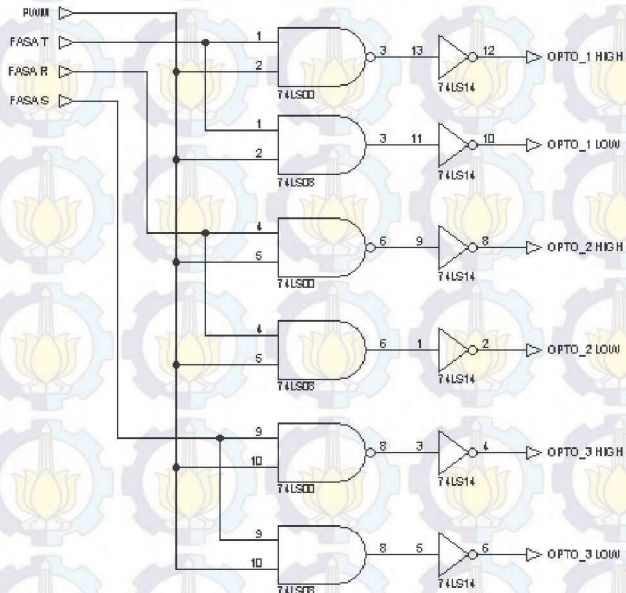 PWM
FASA T
FASA R
FASA S
1
2
3
74LS00
13
12
74LS14
OPTO_1 HIGH
1
2
3
74LS08
11
10
74LS14
OPTO_1 LOW
4
5
6
74LS00
9
8
74LS14
OPTO_2 HIGH
4
5
6
74LS08
1
2
74LS14
OPTO_2 LOW
9
10
8
74LS00
3
4
74LS14
OPTO_3 HIGH
9
10
8
74LS08
5
6
74LS14
OPTO_3 LOW